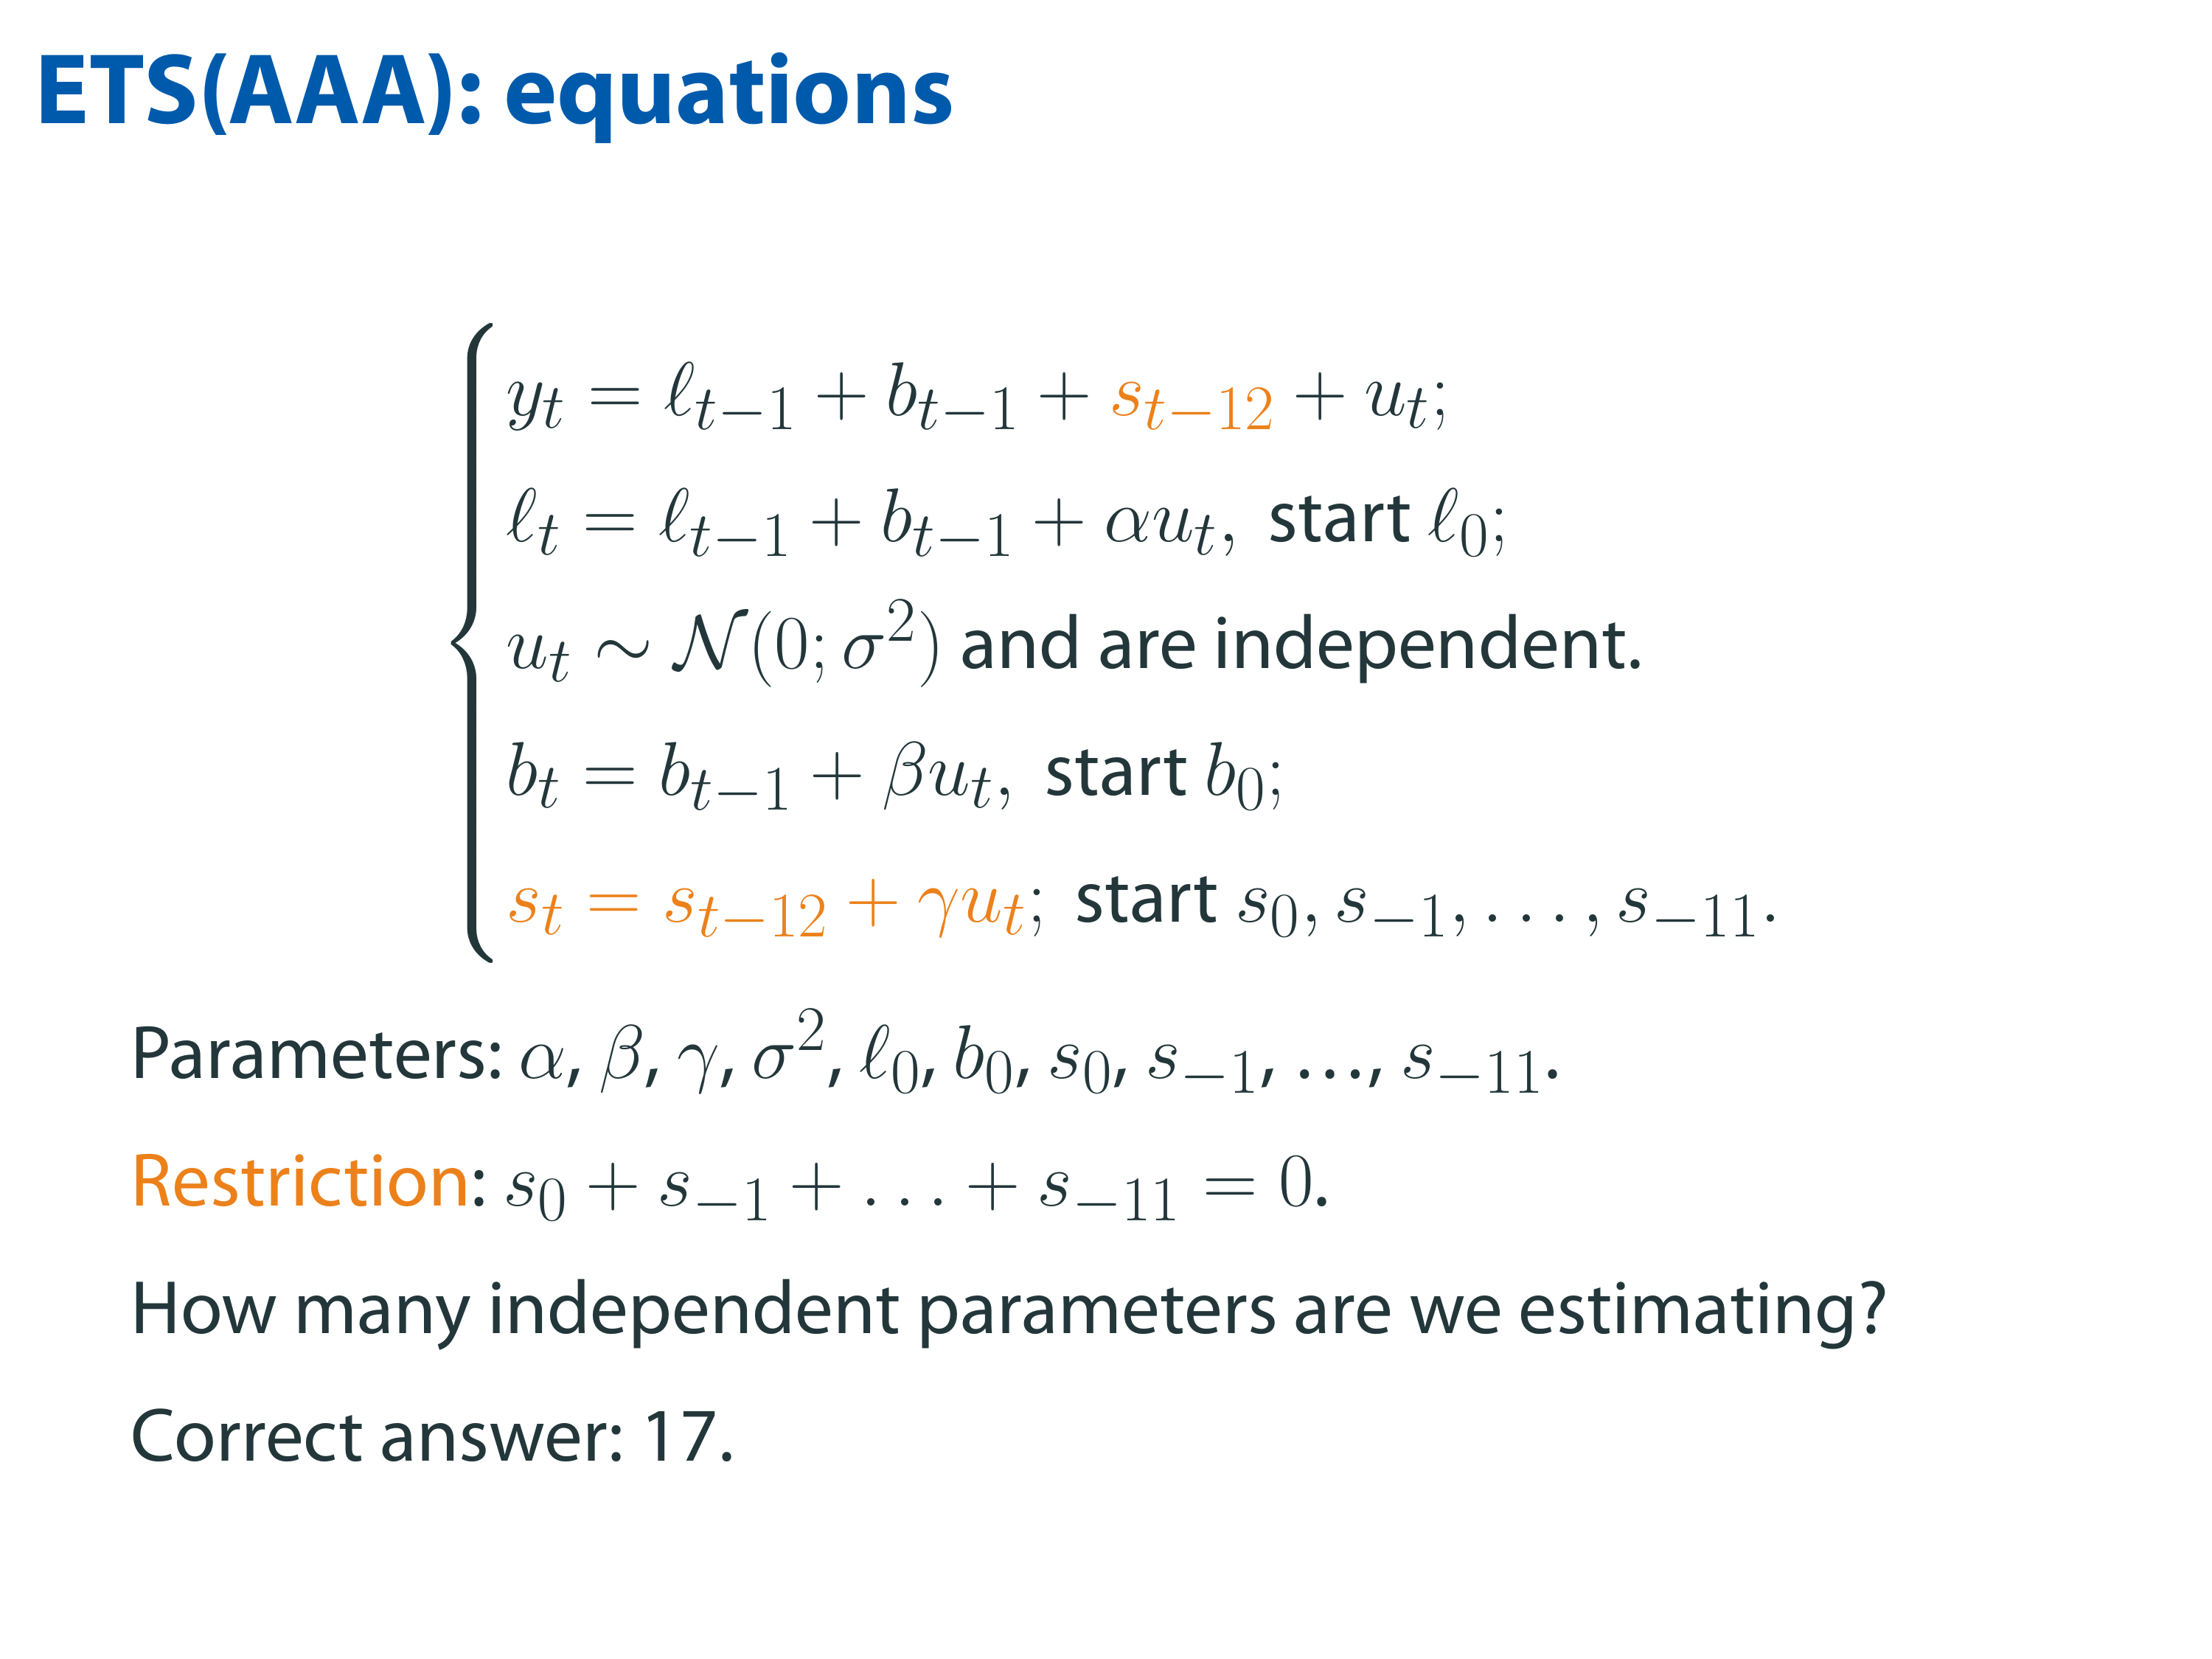 ETS(AAA): equations
y_t = ℓ_{t−1} + b_{t−1} + s_{t−12} + u_t;
ℓ_t = ℓ_{t−1} + b_{t−1} + αu_t, start ℓ_0;
u_t ∼ 𝒩(0; σ^2) and are independent.
b_t = b_{t−1} + βu_t, start b_0;
s_t = s_{t−12} + γu_t; start s_0, s_{−1}, . . . , s_{−11}.
Parameters: α, β, γ, σ^2, ℓ_0, b_0, s_0, s_{−1}, ..., s_{−11}.
Restriction: s_0 + s_{−1} + . . . + s_{−11} = 0.
How many independent parameters are we estimating?
Correct answer: 17.